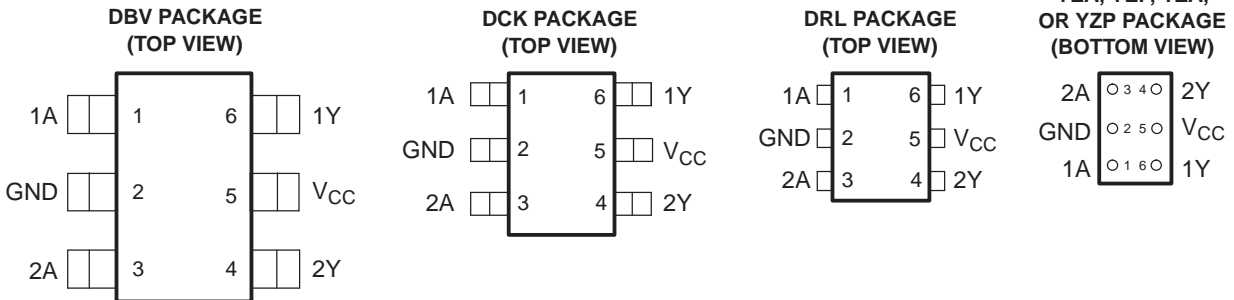 DBV PACKAGE
(TOP VIEW)
1A 1 6 1Y
GND 2 5 VCC
2A 3 4 2Y
DCK PACKAGE
(TOP VIEW)
1A 1 6 1Y
GND 2 5 VCC
2A 3 4 2Y
DRL PACKAGE
(TOP VIEW)
1A 1 6 1Y
GND 2 5 VCC
2A 3 4 2Y
OR YZP PACKAGE
(BOTTOM VIEW)
2A 3 4 2Y
GND 2 5 VCC
1A 1 6 1Y